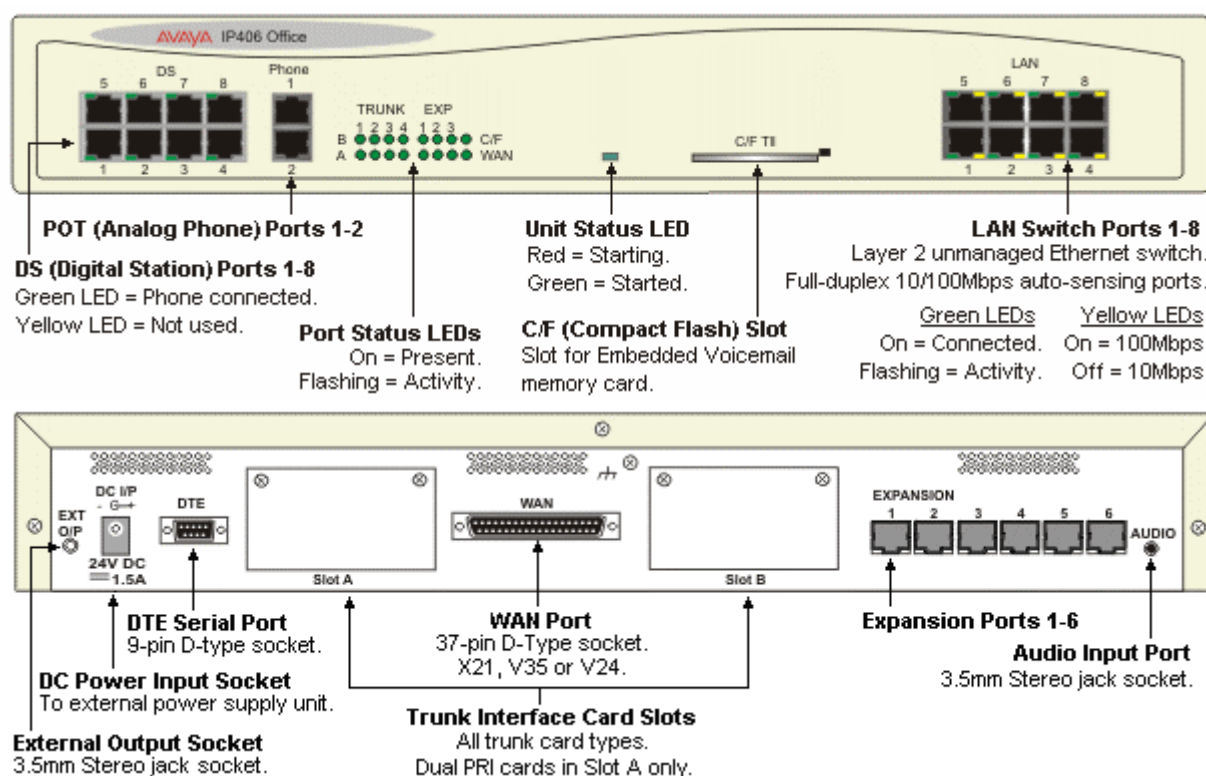 AVAYA IP406 Office
DS
5 6 7 8
1 2 3 4
Phone
1
2
TRUNK EXP
1 2 3 4 1 2 3
B C/F
A WAN
C/F TII
LAN
5 6 7 8
1 2 3 4
POT (Analog Phone) Ports 1-2
DS (Digital Station) Ports 1-8
Green LED = Phone connected.
Yellow LED = Not used.
Port Status LEDs
On = Present.
Flashing = Activity.
Unit Status LED
Red = Starting.
Green = Started.
C/F (Compact Flash) Slot
Slot for Embedded Voicemail
memory card.
LAN Switch Ports 1-8
Layer 2 unmanaged Ethernet switch.
Full-duplex 10/100Mbps auto-sensing ports.
Green LEDs Yellow LEDs
On = Connected. On = 100Mbps
Flashing = Activity. Off = 10Mbps
EXT
O/P
DC I/P
24V DC
1.5A
DTE
Slot A
WAN
Slot B
EXPANSION
1 2 3 4 5 6
AUDIO
DTE Serial Port
9-pin D-type socket.
DC Power Input Socket
To external power supply unit.
External Output Socket
3.5mm Stereo jack socket.
WAN Port
37-pin D-Type socket.
X21, V35 or V24.
Trunk Interface Card Slots
All trunk card types.
Dual PRI cards in Slot A only.
Expansion Ports 1-6
Audio Input Port
3.5mm Stereo jack socket.